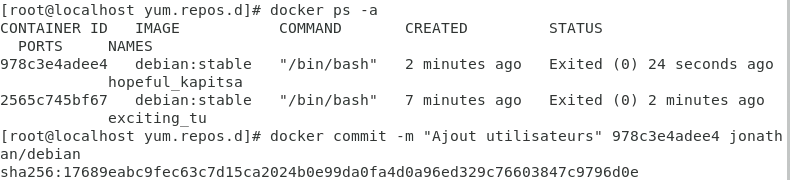 [root@localhost yum.repos.d]# docker ps -a
CONTAINER ID   IMAGE           COMMAND       CREATED         STATUS
  PORTS     NAMES
978c3e4adee4   debian:stable   "/bin/bash"   2 minutes ago   Exited (0) 24 seconds ago
            hopeful_kapitsa
2565c745bf67   debian:stable   "/bin/bash"   7 minutes ago   Exited (0) 2 minutes ago
            exciting_tu
[root@localhost yum.repos.d]# docker commit -m "Ajout utilisateurs" 978c3e4adee4 jonath
an/debian
sha256:17689eabc9fec63c7d15ca2024b0e99da0fa4d0a96ed329c76603847c9796d0e